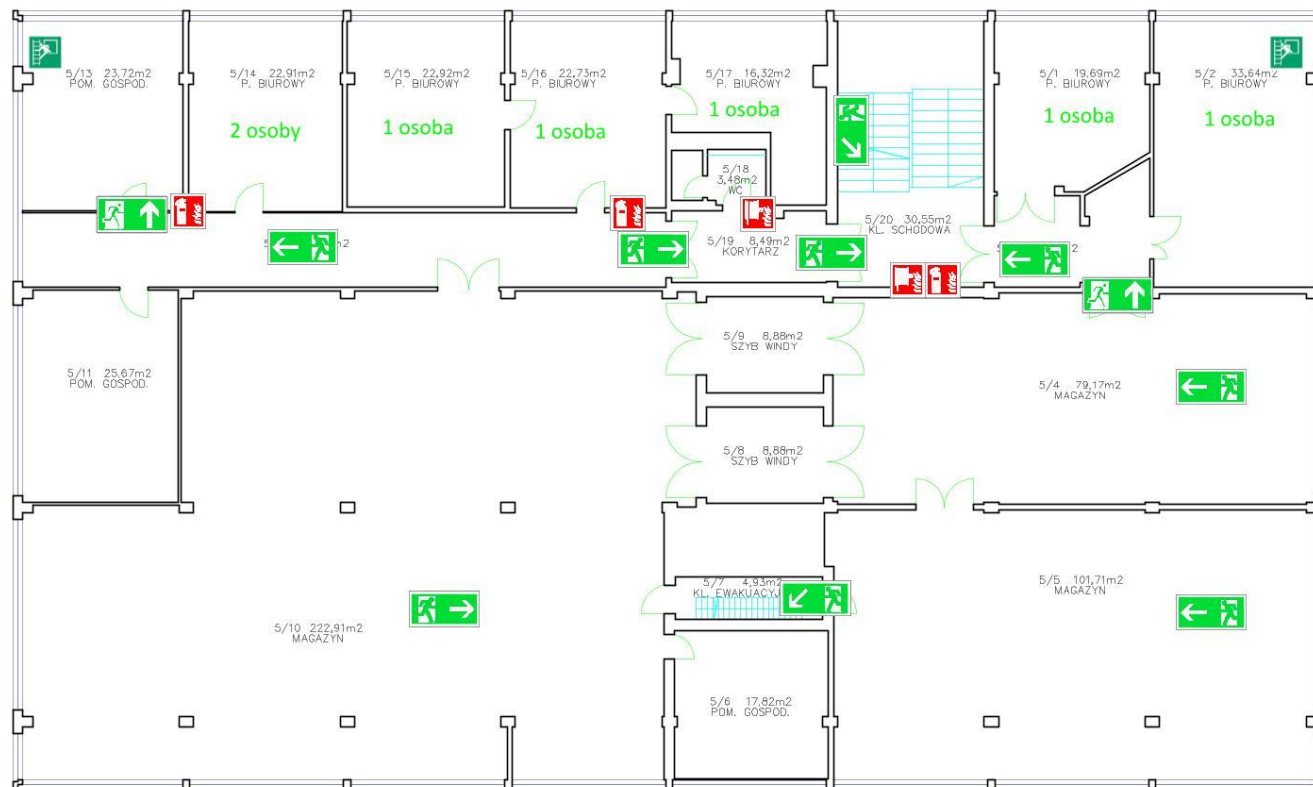 5/13 23,72m2
POM. GOSPOD.
5/14 22,91m2
P. BIUROWY
2 osoby
5/15 22,92m2
P. BIUROWY
1 osoba
5/16 22,73m2
P. BIUROWY
1 osoba
5/17 16,32m2
P. BIUROWY
1 osoba
5/1 19,69m2
P. BIUROWY
1 osoba
5/2 33,64m2
P. BIUROWY
1 osoba
5/18
3,48m2
WC
5/20 30,55m2
KL. SCHODOWA
5/19 8,49m2
KORYTARZ
5/9 8,88m2
SZYB WINDY
5/11 25,67m2
POM. GOSPOD.
5/4 79,17m2
MAGAZYN
5/8 8,88m2
SZYB WINDY
5/7 4,93m2
KL. EWAKUACYJ
5/5 101,71m2
MAGAZYN
5/10 222,91m2
MAGAZYN
5/6 17,82m2
POM. GOSPOD.